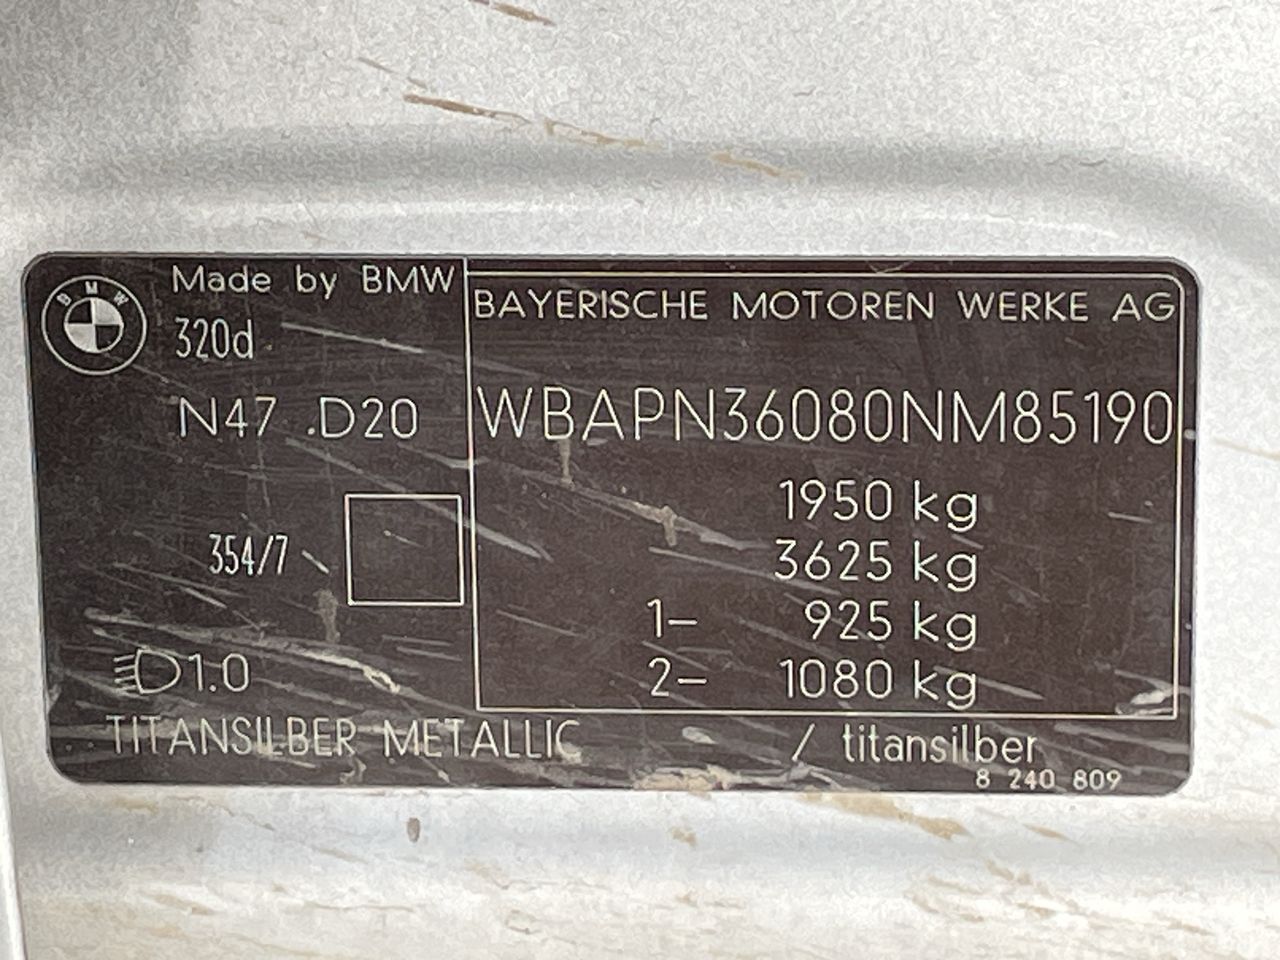 BMW
Made by BMW
320d
N47 .D20
354/7
1.0
BAYERISCHE MOTOREN WERKE AG
WBAPN36080NM85190
1950 kg
3625 kg
1- 925 kg
2- 1080 kg
TITANSILBER METALLIC / titansilber
8 240 809